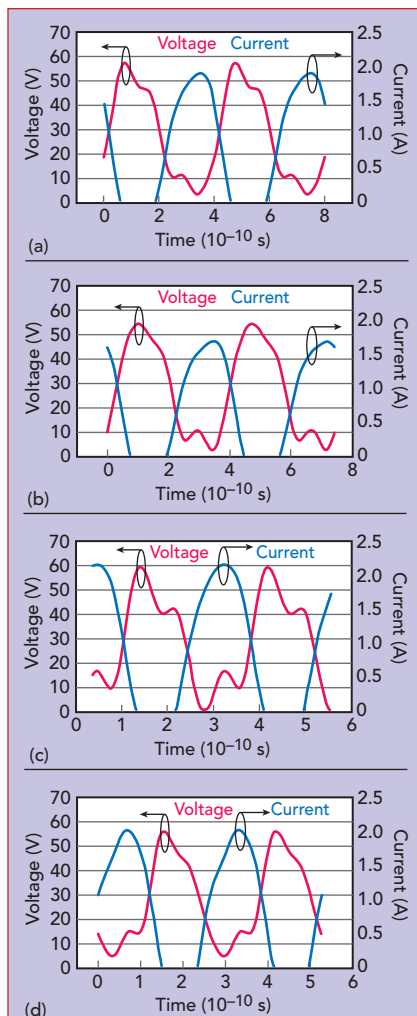 70
60
50
40
30
20
10
0
Voltage (V)
Voltage Current
2.5
2.0
1.5
1.0
0.5
0
Current (A)
0 2 4 6 8
Time (10⁻¹⁰ s)
(a)
70
60
50
40
30
20
10
0
Voltage (V)
Voltage Current
2.5
2.0
1.5
1.0
0.5
0
Current (A)
0 2 4 6 8
Time (10⁻¹⁰ s)
(b)
70
60
50
40
30
20
10
0
Voltage (V)
Voltage Current
2.5
2.0
1.5
1.0
0.5
0
Current (A)
0 1 2 3 4 5 6
Time (10⁻¹⁰ s)
(c)
70
60
50
40
30
20
10
0
Voltage (V)
Voltage Current
2.5
2.0
1.5
1.0
0.5
0
Current (A)
0 1 2 3 4 5 6
Time (10⁻¹⁰ s)
(d)